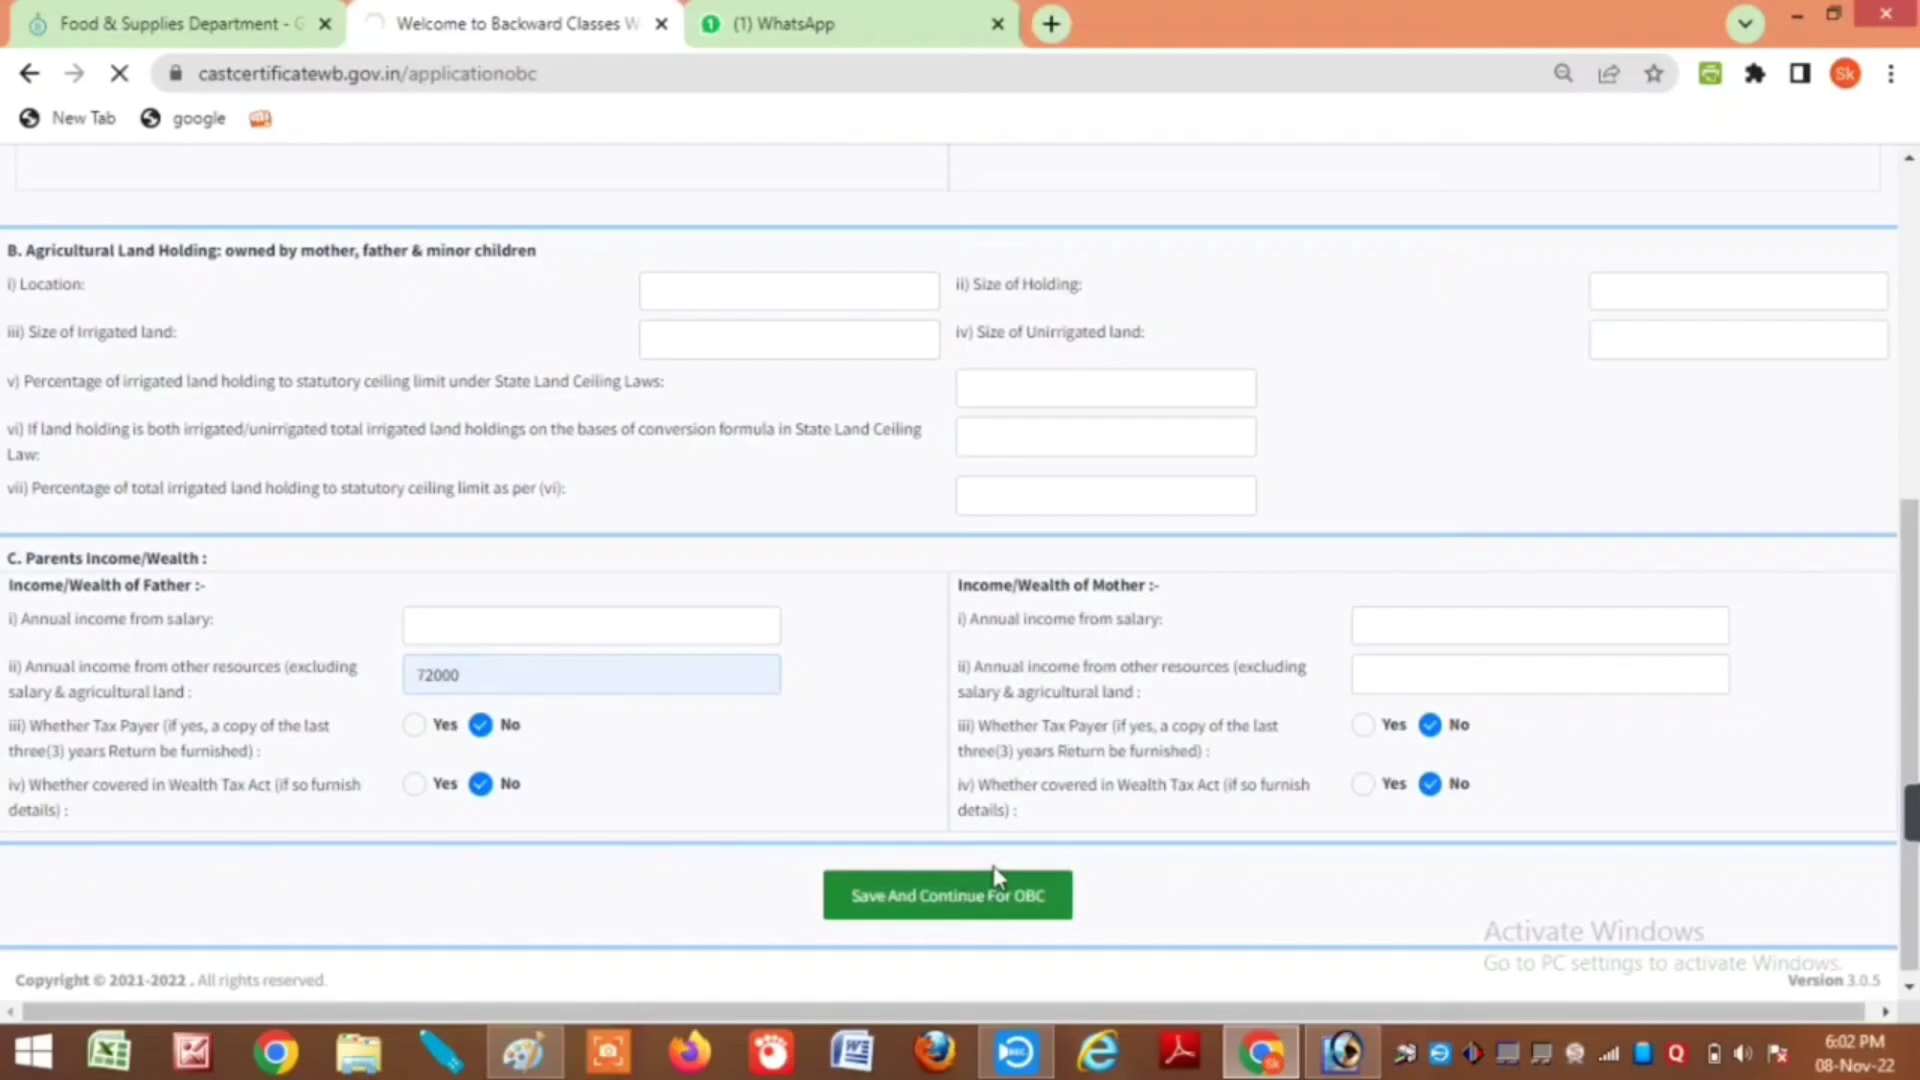 Food & Supplies Department - G
Welcome to Backward Classes W
(1) WhatsApp
castcertificatewb.gov.in/applicationobc
Sk
New Tab
google
B. Agricultural Land Holding: owned by mother, father & minor children
i) Location:
ii) Size of Holding:
iii) Size of Irrigated land:
iv) Size of Unirrigated land:
v) Percentage of irrigated land holding to statutory ceiling limit under State Land Ceiling Laws:
vi) If land holding is both irrigated/unirrigated total irrigated land holdings on the bases of conversion formula in State Land Ceiling
Law:
vii) Percentage of total irrigated land holding to statutory ceiling limit as per (vi):
C. Parents Income/Wealth :
Income/Wealth of Father :-
i) Annual income from salary:
ii) Annual income from other resources (excluding
salary & agricultural land :
72000
iii) Whether Tax Payer (if yes, a copy of the last
three(3) years Return be furnished) :
Yes No
iv) Whether covered in Wealth Tax Act (if so furnish
details) :
Yes No
Income/Wealth of Mother :-
i) Annual income from salary:
ii) Annual income from other resources (excluding
salary & agricultural land :
iii) Whether Tax Payer (if yes, a copy of the last
three(3) years Return be furnished) :
Yes No
iv) Whether covered in Wealth Tax Act (if so furnish
details) :
Yes No
Save And Continue For OBC
Activate Windows
Go to PC settings to activate Windows.
Copyright © 2021-2022 . All rights reserved.
Version 3.0.5
REC
6:02 PM
08-Nov-22